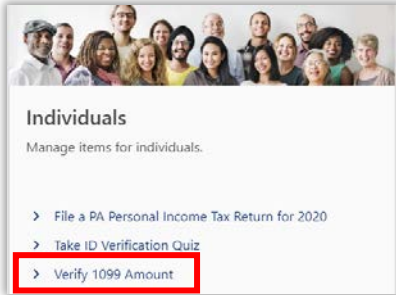 Individuals
Manage items for individuals.
> File a PA Personal Income Tax Return for 2020
> Take ID Verification Quiz
> Verify 1099 Amount